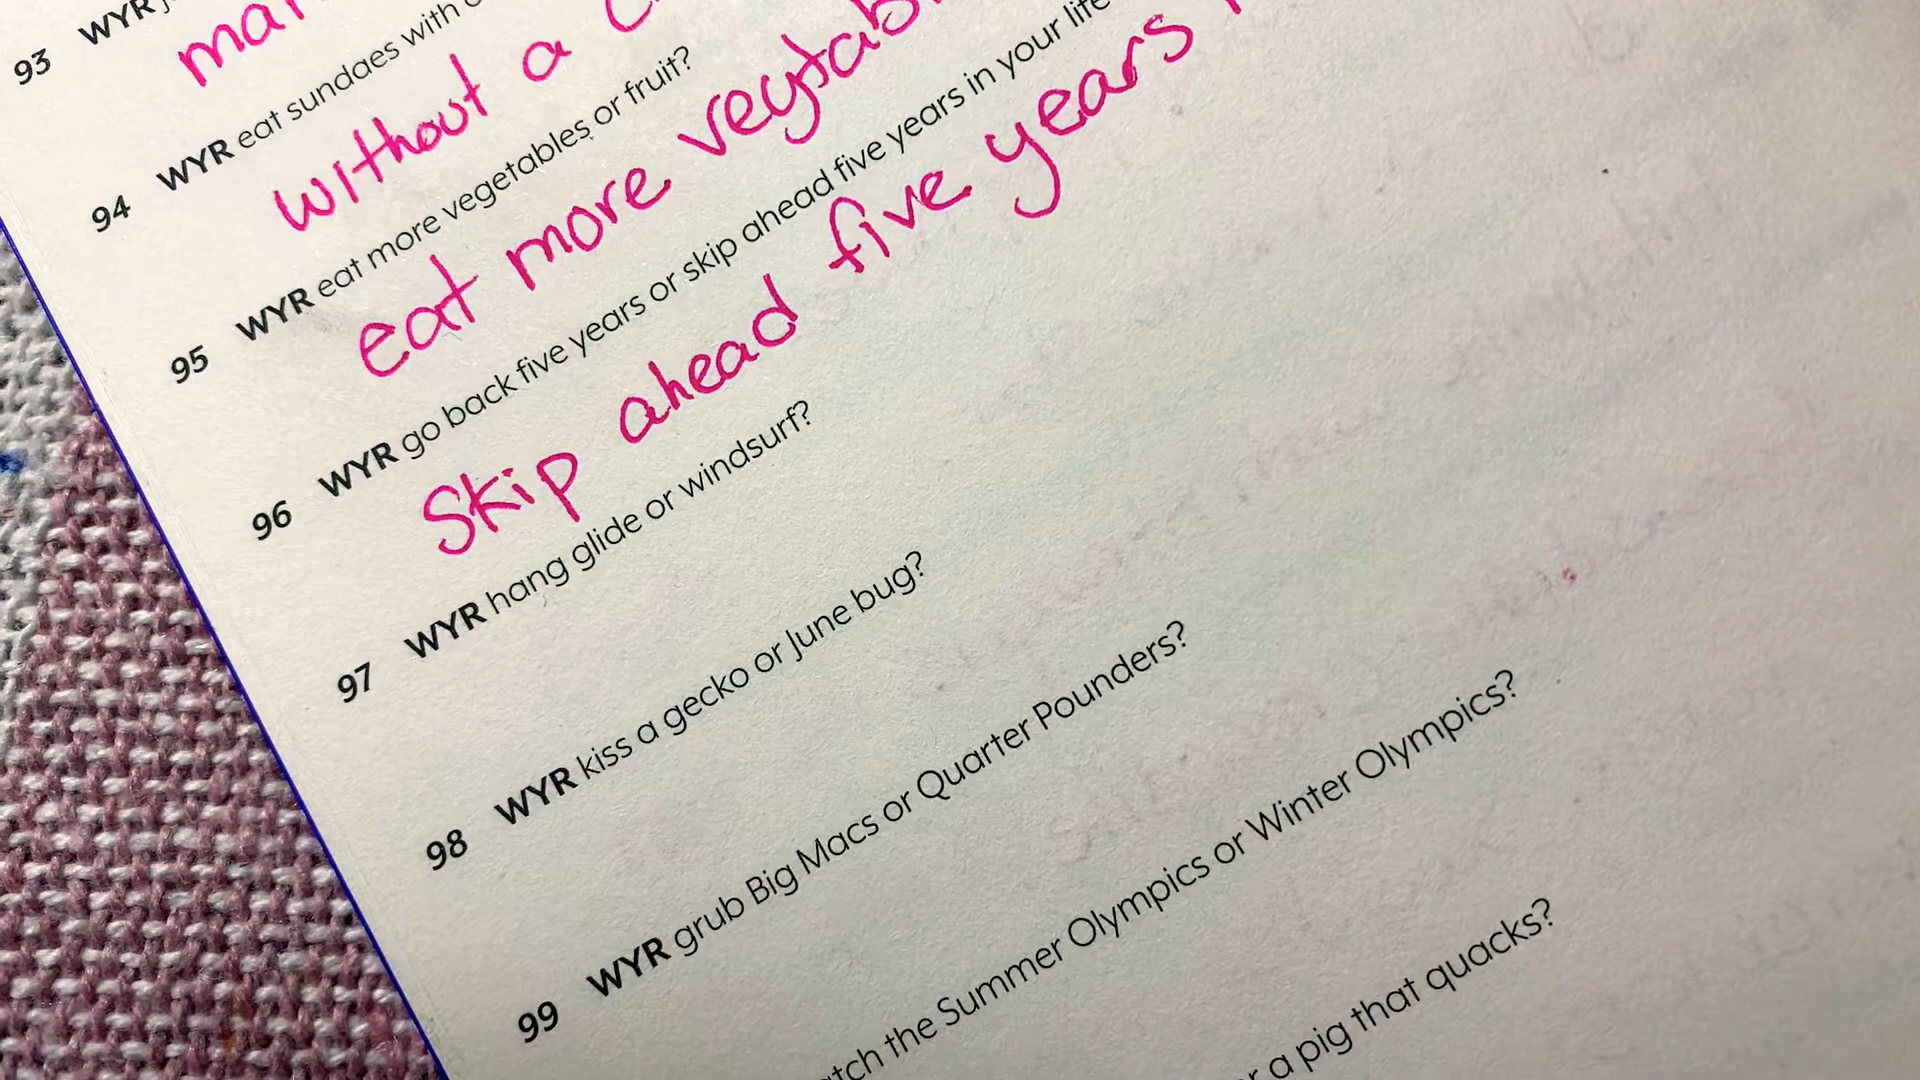 93 WYR
94 WYR eat sundaes with
without a
95 WYR eat more vegetables or fruit?
eat more
96 WYR go back five years or skip ahead five years in your life
Skip ahead five years
97 WYR hang glide or windsurf?
98 WYR kiss a gecko or June bug?
99 WYR grub Big Macs or Quarter Pounders?
the Summer Olympics or Winter Olympics?
a pig that quacks?